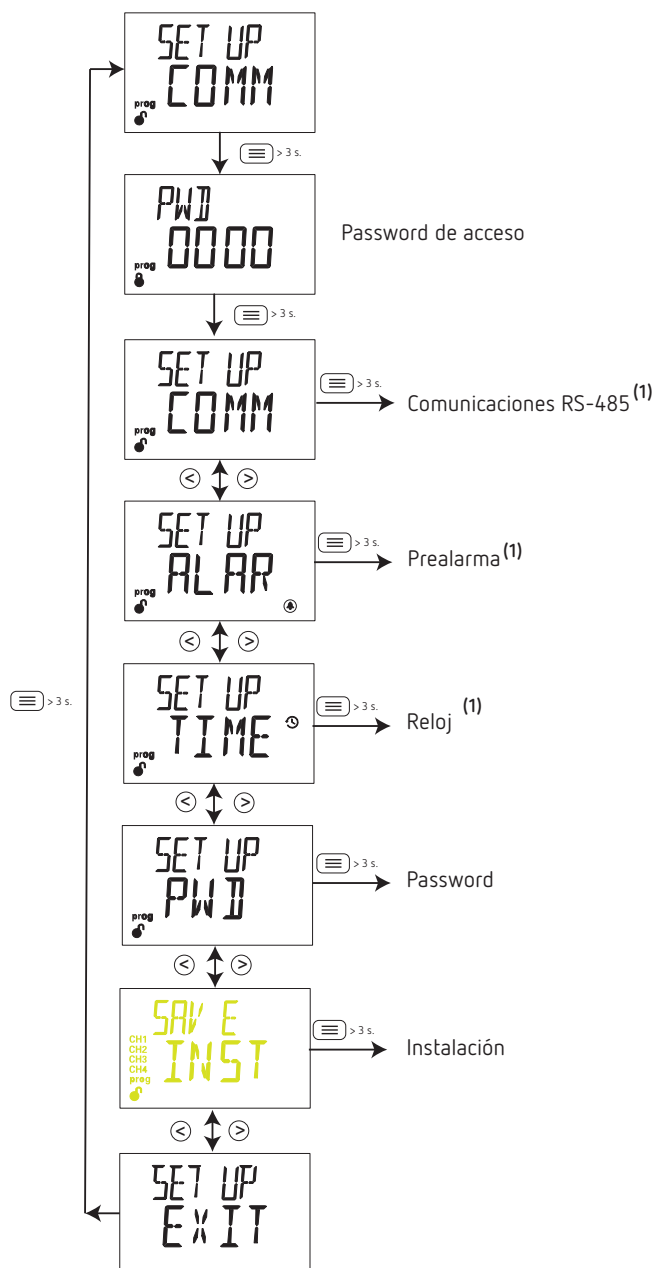 SET UP
COMM
prog
> 3 s.
PWD
0000
prog
Password de acceso
> 3 s.
SET UP
COMM
prog
> 3 s.
Comunicaciones RS-485 (1)
< >
SET UP
ALAR
prog
> 3 s.
Prealarma (1)
< >
SET UP
TIME
prog
> 3 s.
Reloj (1)
> 3 s.
< >
SET UP
PWD
prog
> 3 s.
Password
< >
SAVE
INST
CH1
CH2
CH3
CH4
prog
> 3 s.
Instalación
< >
SET UP
EXIT